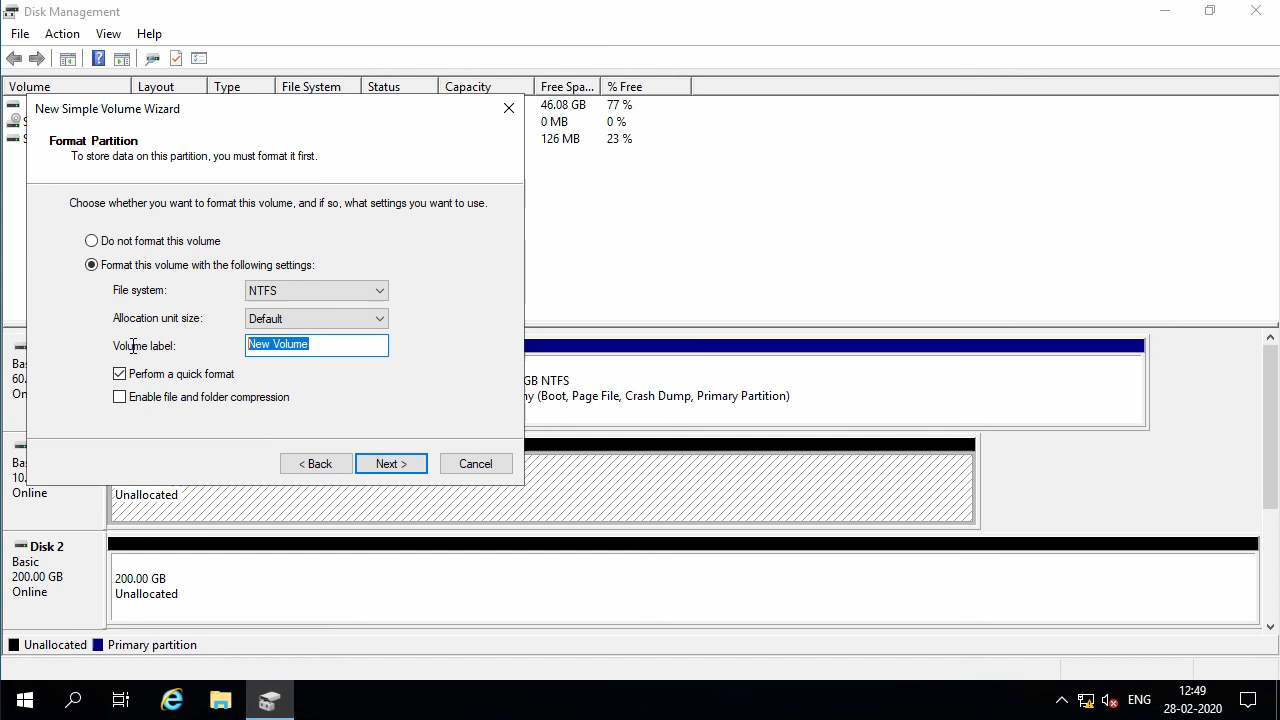 Disk Management
File Action View Help
Volume Layout Type File System Status Capacity Free Spa... % Free
46.08 GB 77 %
0 MB 0 %
126 MB 23 %
New Simple Volume Wizard
Format Partition
To store data on this partition, you must format it first.
Choose whether you want to format this volume, and if so, what settings you want to use.
Do not format this volume
Format this volume with the following settings:
File system: NTFS
Allocation unit size: Default
Volume label: New Volume
Perform a quick format
Enable file and folder compression
< Back Next > Cancel
GB NTFS
(Boot, Page File, Crash Dump, Primary Partition)
Online
Unallocated
Disk 2
Basic
200.00 GB
Online
200.00 GB
Unallocated
Unallocated Primary partition
ENG
12:49
28-02-2020